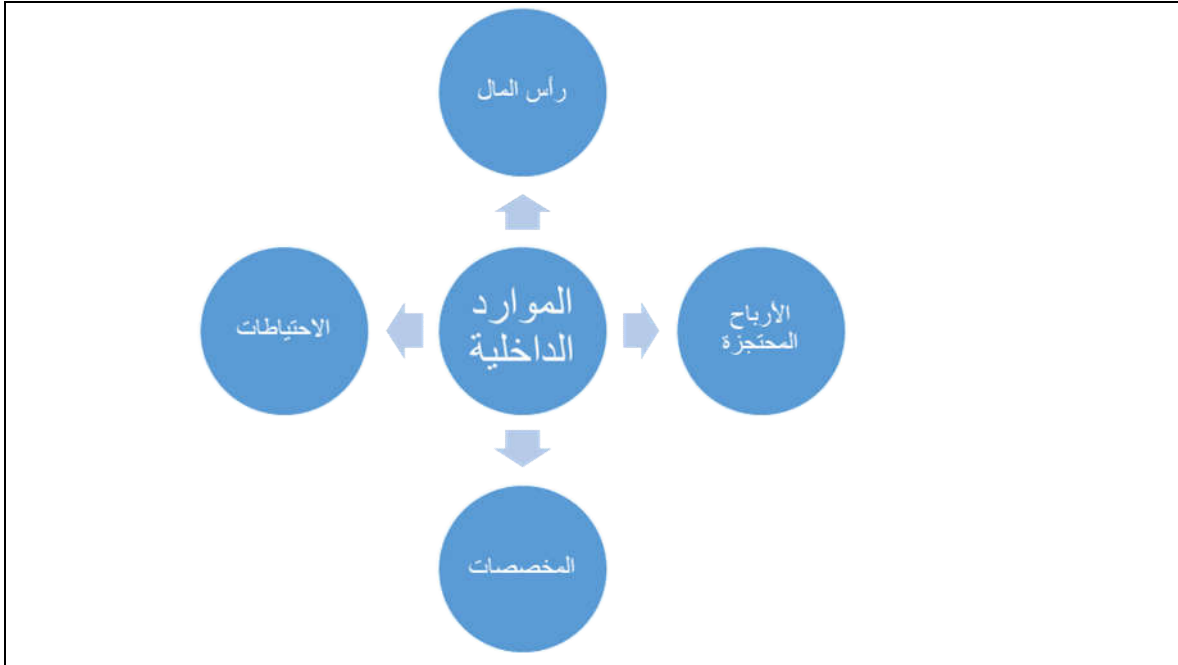 رأس المال
الأرباح
المحتجزة
الموارد
الداخلية
الاحتياطات
المخصصات